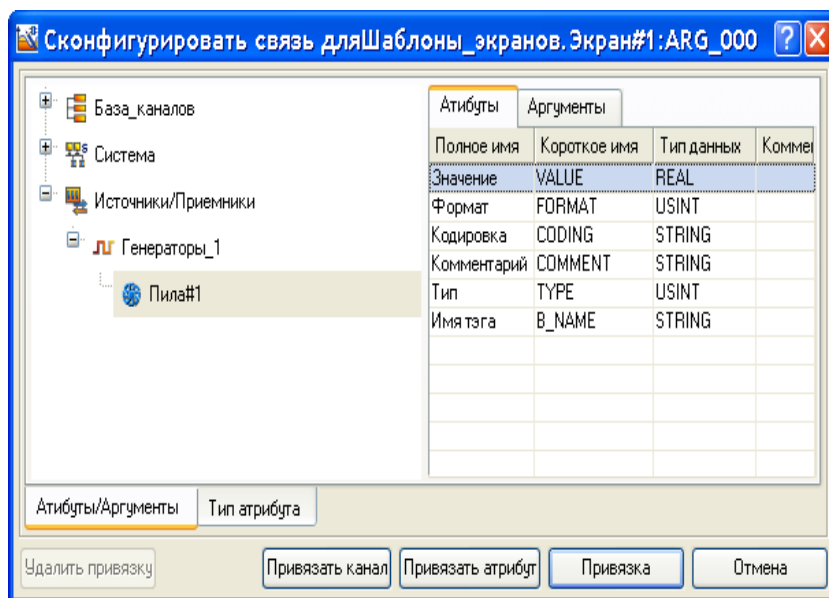 Сконфигурировать связь дляШаблоны_экранов.Экран#1:ARG_000
База_каналов
Система
Источники/Приемники
Генераторы_1
Пила#1
Атибуты Аргументы
Полное имя Короткое имя Тип данных Коммен
Значение VALUE REAL
Формат FORMAT USINT
Кодировка CODING STRING
Комментарий COMMENT STRING
Тип TYPE USINT
Имя тэга B_NAME STRING
Атибуты/Аргументы Тип атрибута
Удалить привязку Привязать канал Привязать атрибут Привязка Отмена